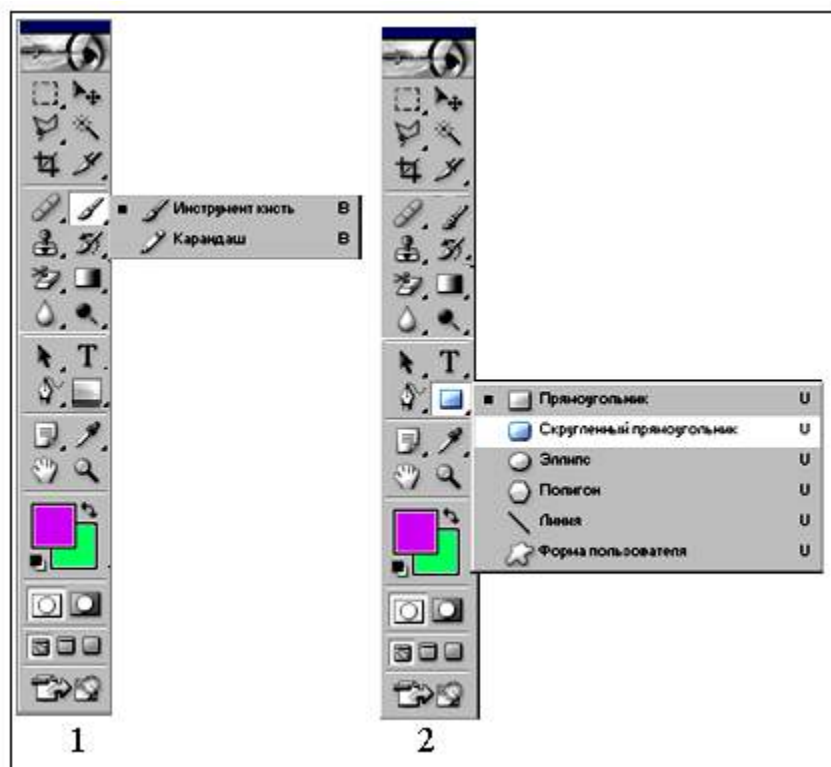 Инструмент кисть B
Карандаш B
T
T
Прямоугольник U
Скругленный прямоугольник U
Эллипс U
Полигон U
Линия U
Форма пользователя U
1 2